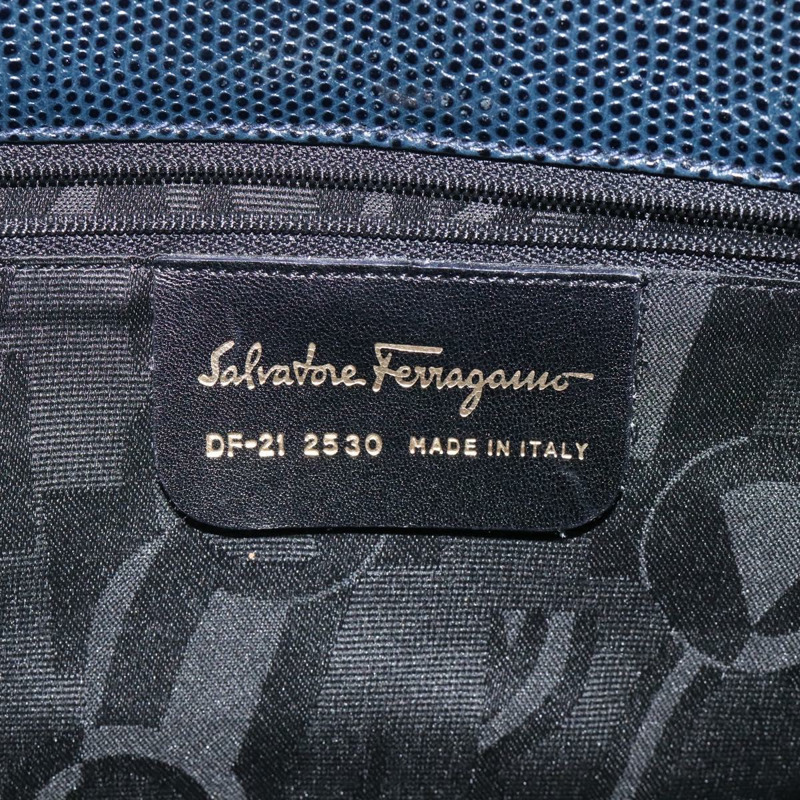 Salvatore Ferragamo
DF-21 2530 MADE IN ITALY